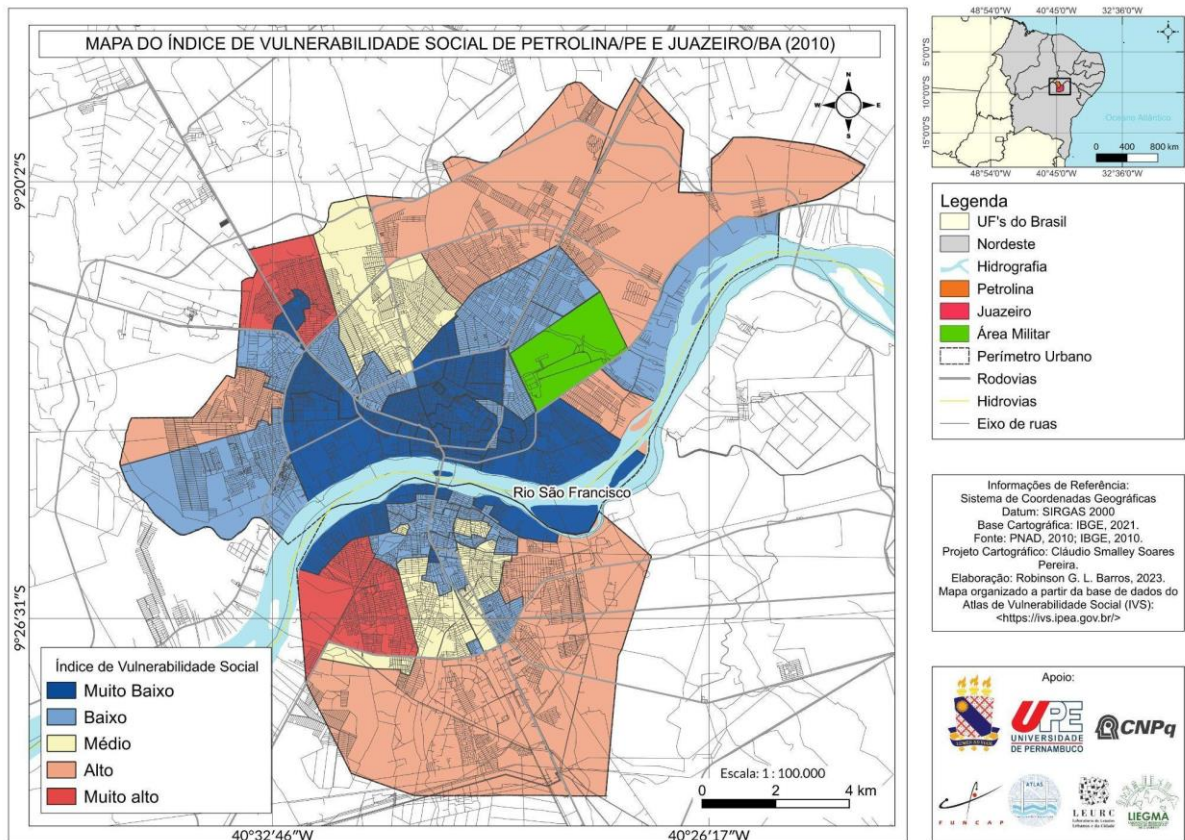 MAPA DO ÍNDICE DE VULNERABILIDADE SOCIAL DE PETROLINA/PE E JUAZEIRO/BA (2010)
N
W
E
S
9°20'2"S
9°26'31"S
40°32'46"W
40°26'17"W
Rio São Francisco
Índice de Vulnerabilidade Social
Muito Baixo
Baixo
Médio
Alto
Muito alto
Escala: 1 : 100.000
0 2 4 km
48°54'0"W 40°45'0"W 32°36'0"W
5°0'0"S
10°0'0"S
15°0'0"S
Oceano Atlântico
0 400 800 km
48°54'0"W 40°45'0"W 32°36'0"W
Legenda
UF's do Brasil
Nordeste
Hidrografia
Petrolina
Juazeiro
Área Militar
Perímetro Urbano
Rodovias
Hidrovias
Eixo de ruas
Informações de Referência:
Sistema de Coordenadas Geográficas
Datum: SIRGAS 2000
Base Cartográfica: IBGE, 2021.
Fonte: PNAD, 2010; IBGE, 2010.
Projeto Cartográfico: Cláudio Smalley Soares
Pereira.
Elaboração: Robinson G. L. Barros, 2023.
Mapa organizado a partir da base de dados do
Atlas de Vulnerabilidade Social (IVS):
<https://ivs.ipea.gov.br/>
Apoio:
UPE
UNIVERSIDADE
DE PERNAMBUCO
CNPq
FUNCAP
ATLAS
LEURC
LIEGMA